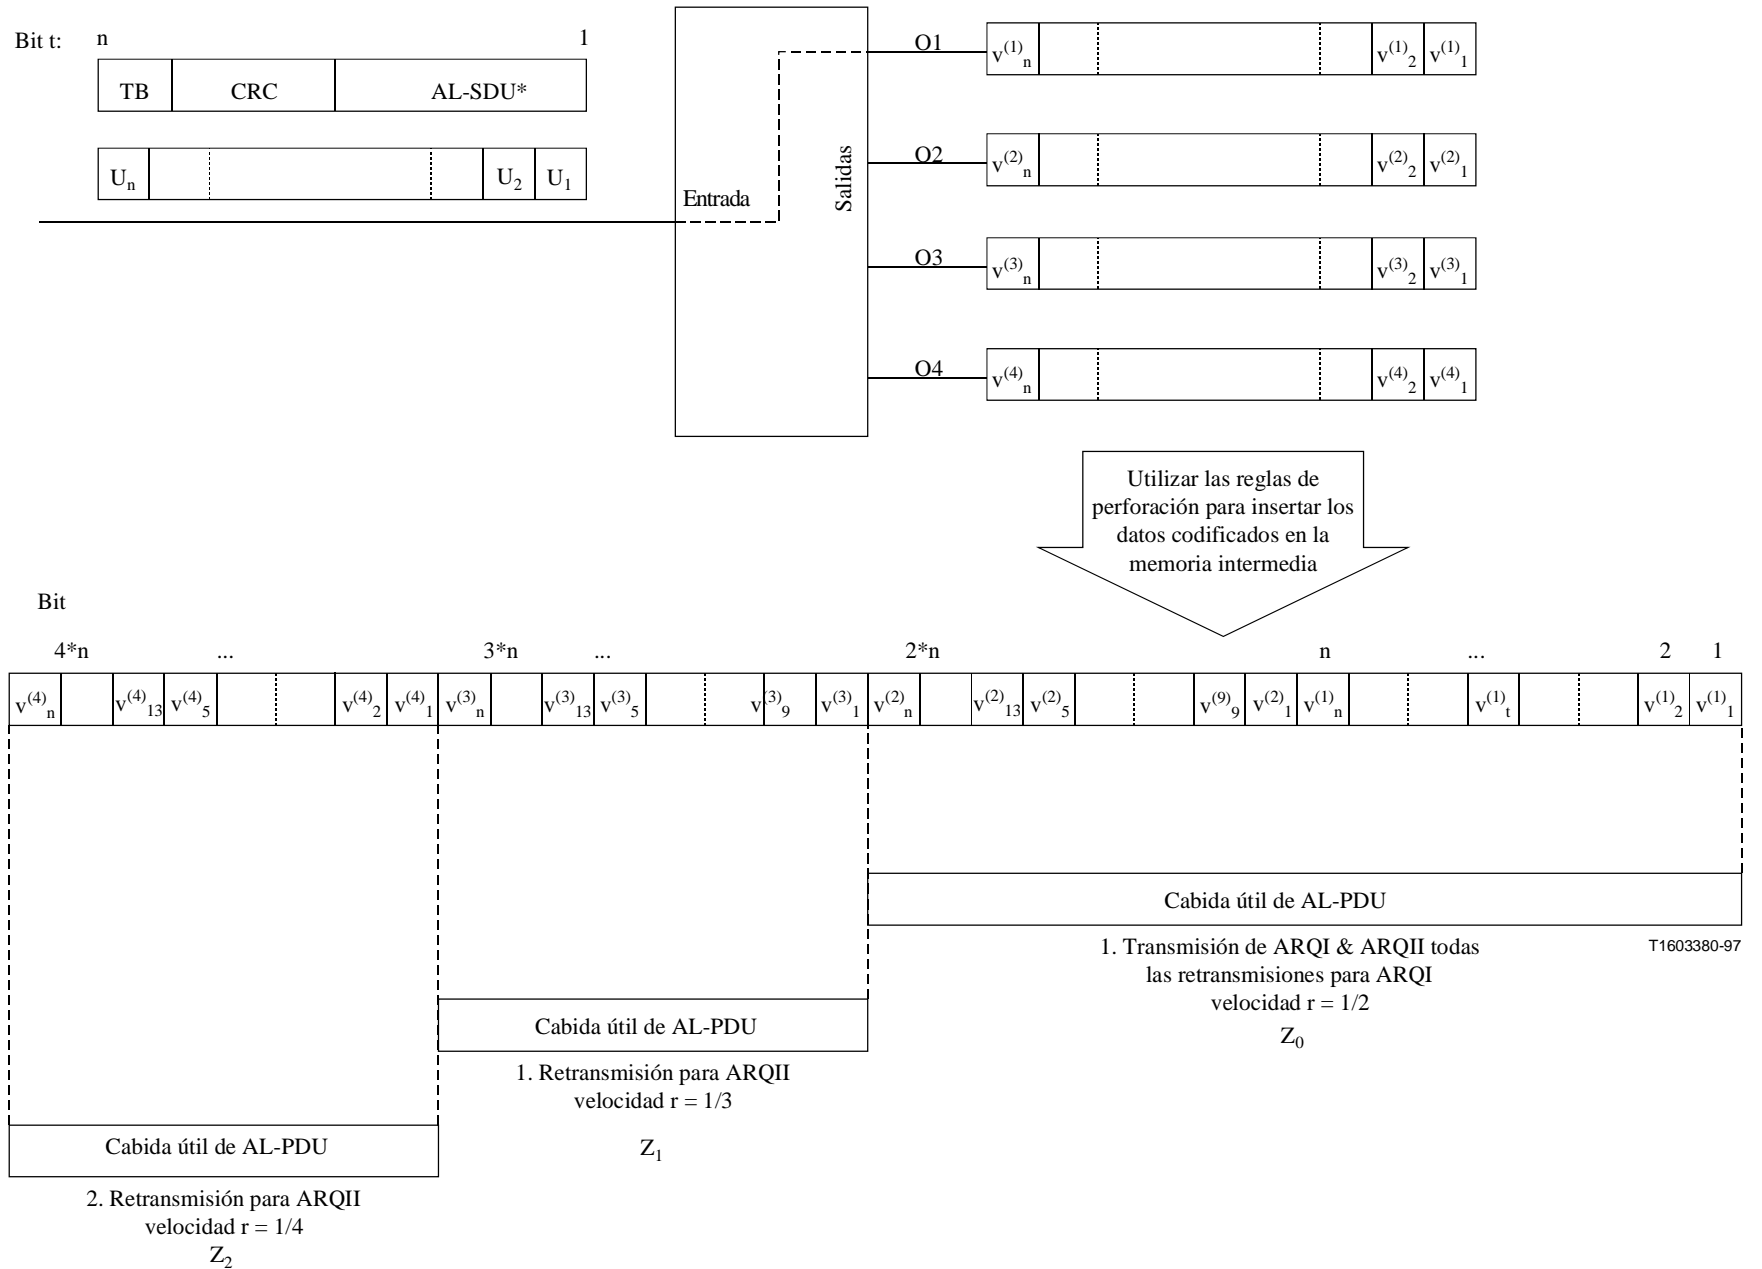 Bit t: n 1
TB CRC AL-SDU*
Uₙ U₂ U₁
Entrada
Salidas
O1 v⁽¹⁾ₙ v⁽¹⁾₂ v⁽¹⁾₁
O2 v⁽²⁾ₙ v⁽²⁾₂ v⁽²⁾₁
O3 v⁽³⁾ₙ v⁽³⁾₂ v⁽³⁾₁
O4 v⁽⁴⁾ₙ v⁽⁴⁾₂ v⁽⁴⁾₁
Utilizar las reglas de
perforación para insertar los
datos codificados en la
memoria intermedia
Bit
4*n ... 3*n ... 2*n n ... 2 1
v⁽⁴⁾ₙ v⁽⁴⁾₁₃ v⁽⁴⁾₅ v⁽⁴⁾₂ v⁽⁴⁾₁ v⁽³⁾ₙ v⁽³⁾₁₃ v⁽³⁾₅ v⁽³⁾₉ v⁽³⁾₁ v⁽²⁾ₙ v⁽²⁾₁₃ v⁽²⁾₅ v⁽⁹⁾₉ v⁽²⁾₁ v⁽¹⁾ₙ v⁽¹⁾ₜ v⁽¹⁾₂ v⁽¹⁾₁
Cabida útil de AL-PDU
1. Transmisión de ARQI & ARQII todas
las retransmisiones para ARQI
velocidad r = 1/2
Z₀
T1603380-97
Cabida útil de AL-PDU
1. Retransmisión para ARQII
velocidad r = 1/3
Z₁
Cabida útil de AL-PDU
2. Retransmisión para ARQII
velocidad r = 1/4
Z₂